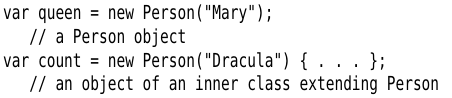 var queen = new Person("Mary");
   // a Person object
var count = new Person("Dracula") { . . . };
   // an object of an inner class extending Person